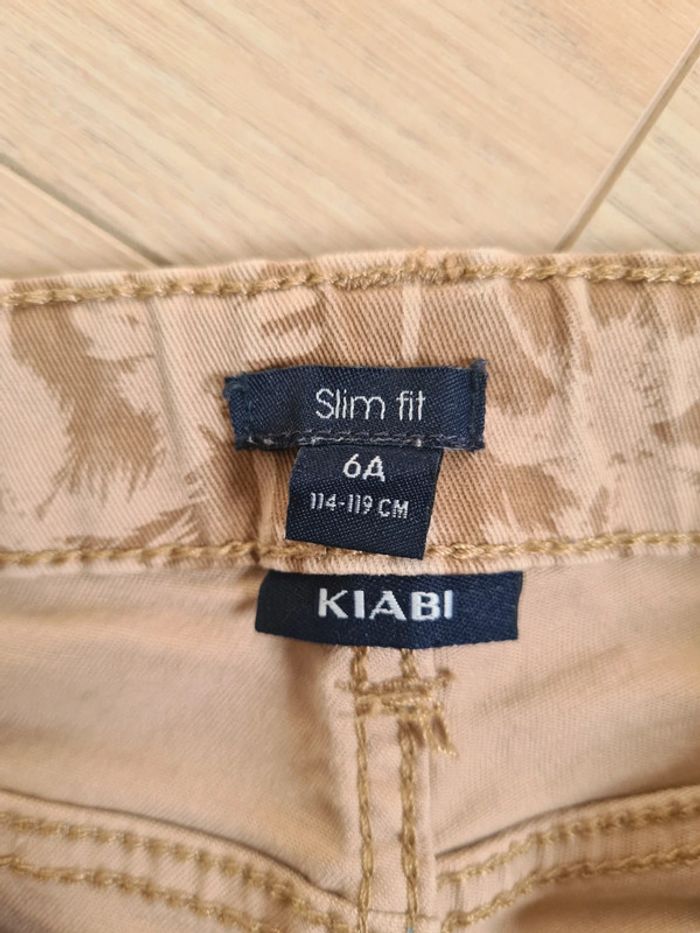 Slim fit
6A
114-119 CM
KIABI